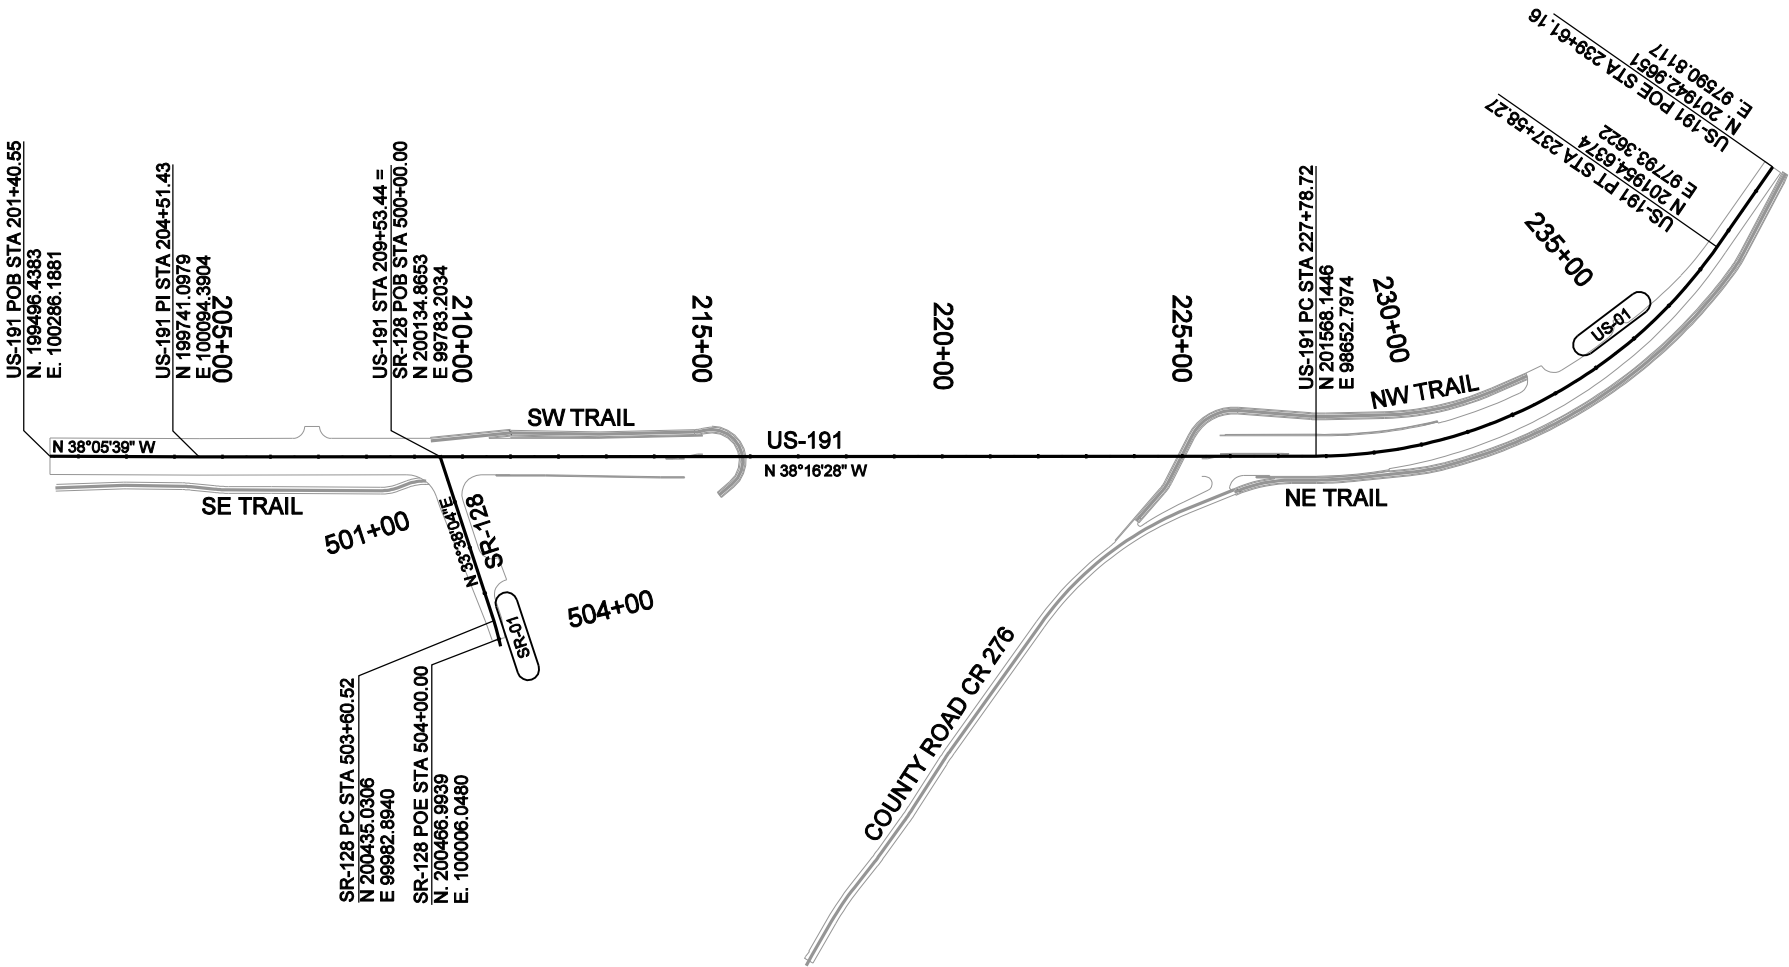 US-191 POB STA 201+40.55
N. 199496.4383
E. 100286.1881
US-191 PI STA 204+51.43
N 199741.0979
E 100094.3904
205+00
US-191 STA 209+53.44 =
SR-128 POB STA 500+00.00
N 200134.8653
E 99783.2034
210+00
215+00
220+00
225+00
US-191 PC STA 227+78.72
N 201568.1446
E 98652.7974
230+00
235+00
US-191 PT STA 237+58.27
N 201954.6374
E 97793.3622
US-191 POE STA 239+61.16
N. 201942.9651
E. 97590.8117
US-01
NW TRAIL
SW TRAIL
US-191
N 38°05'39" W
N 38°16'28" W
SE TRAIL
NE TRAIL
501+00
N 33°38'04"E
SR-128
SR-01
504+00
SR-128 PC STA 503+60.52
N 200435.0306
E 99982.8940
SR-128 POE STA 504+00.00
N. 200466.9939
E. 100006.0480
COUNTY ROAD CR 276